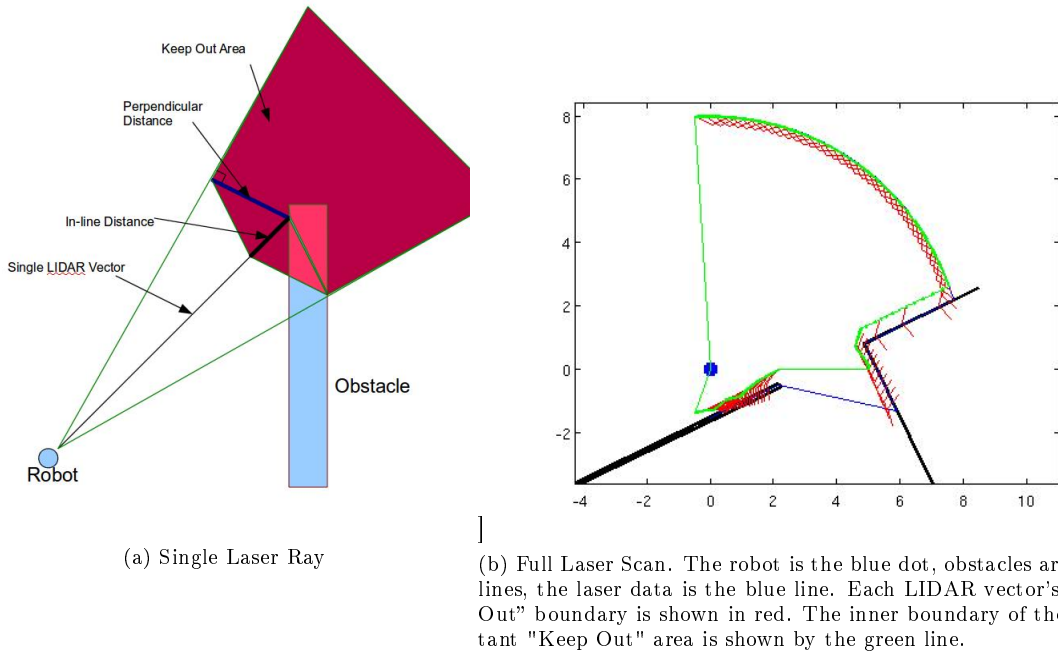 Keep Out Area
Perpendicular
Distance
In-line Distance
Single LIDAR Vector
Obstacle
Robot
(a) Single Laser Ray
8
6
4
2
0
-2
-4
-2
0
2
4
6
8
10
]
(b) Full Laser Scan. The robot is the blue dot, obstacles ar
lines, the laser data is the blue line. Each LIDAR vector's
Out" boundary is shown in red. The inner boundary of the
tant "Keep Out" area is shown by the green line.